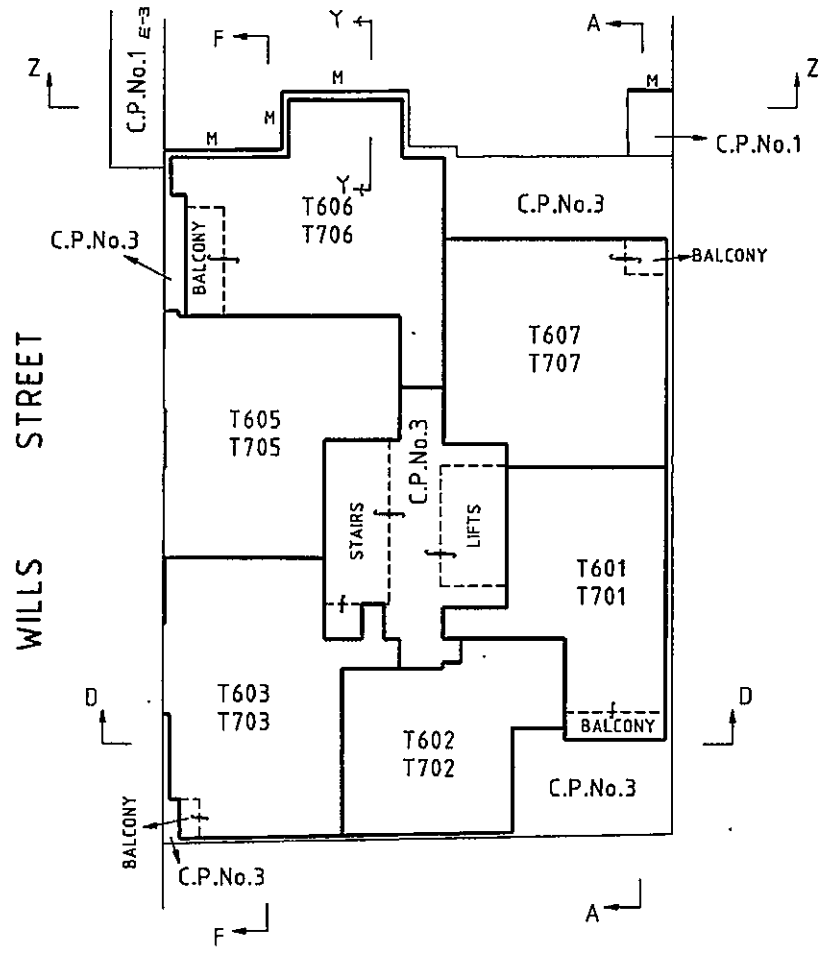 C.P.No.1
E-3
F
Y
A
Z
Z
M
M
M
M
C.P.No.1
Y
T606
T706
C.P.No.3
C.P.No.3
BALCONY
BALCONY
T607
T707
WILLS STREET
T605
T705
C.P.No.3
STAIRS
LIFTS
T601
T701
D
D
T603
T703
T602
T702
BALCONY
C.P.No.3
BALCONY
C.P.No.3
F
A